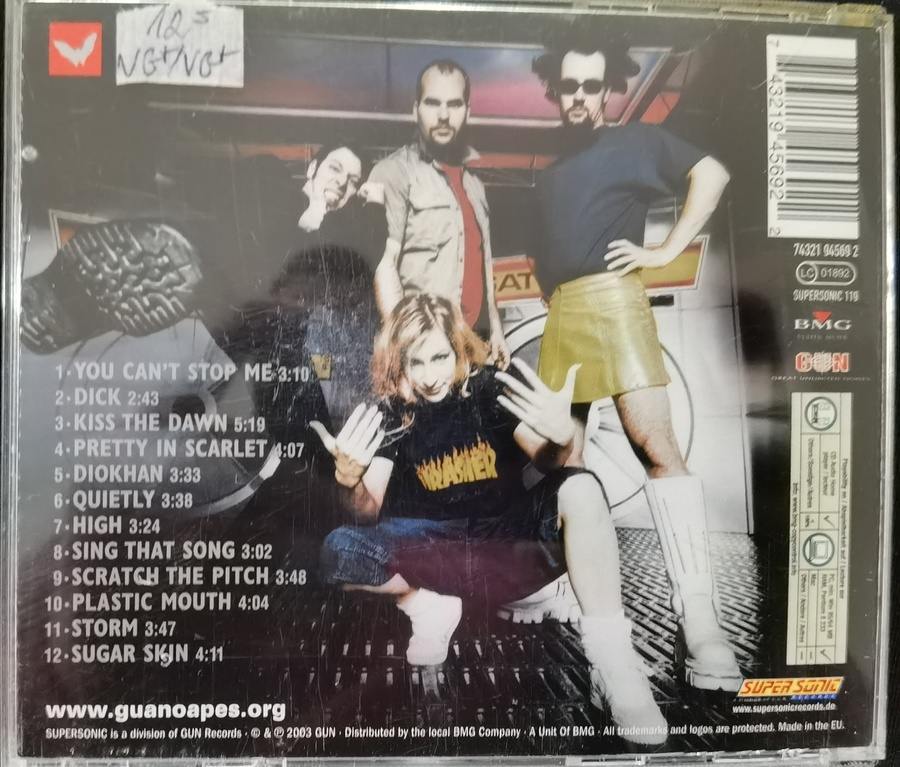 12,5
NG+/NG+
7 43219 45692 2
74321 94569 2
LC 01892
SUPERSONIC 119
BMG
GUN
GREAT UNLIMITED NOISES
THRASHER
1·YOU CAN'T STOP ME 3:10
2·DICK 2:43
3·KISS THE DAWN 5:19
4·PRETTY IN SCARLET 4:07
5·DIOKHAN 3:33
6·QUIETLY 3:38
7·HIGH 3:24
8·SING THAT SONG 3:02
9·SCRATCH THE PITCH 3:48
10·PLASTIC MOUTH 4:04
11·STORM 3:47
12·SUGAR SKIN 4:11
SUPER SONIC
RECORDS
www.guanoapes.org
www.supersonicrecords.de
SUPERSONIC is a division of GUN Records · © & ℗ 2003 GUN · Distributed by the local BMG Company · A Unit Of BMG · All trademarks and logos are protected. Made in the EU.